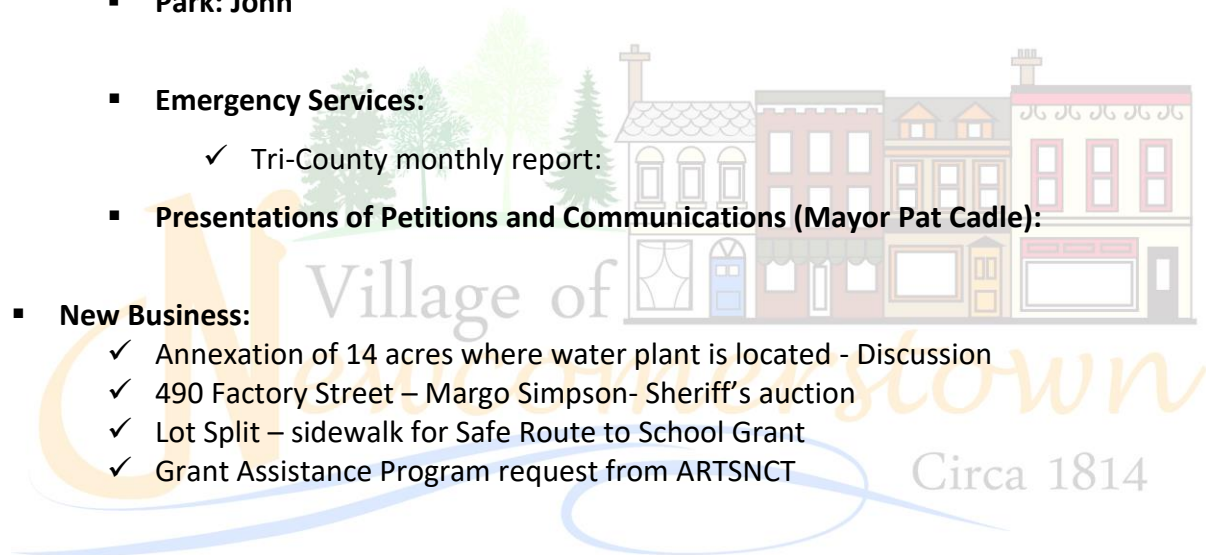 ▪ Park: John
▪ Emergency Services:
✓ Tri-County monthly report:
▪ Presentations of Petitions and Communications (Mayor Pat Cadle):
Village of
▪ New Business:
✓ Annexation of 14 acres where water plant is located - Discussion
Newcomerstown
✓ 490 Factory Street – Margo Simpson- Sheriff’s auction
✓ Lot Split – sidewalk for Safe Route to School Grant
✓ Grant Assistance Program request from ARTSNCT
Circa 1814